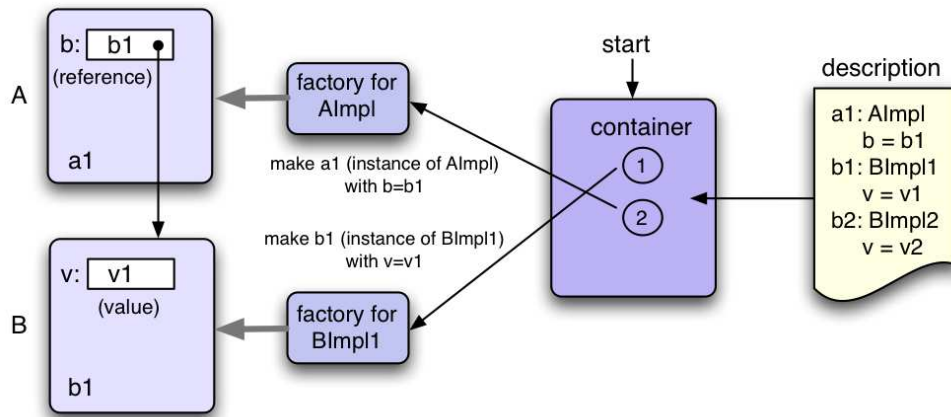 A
b: b1
(reference)
a1
factory for
AImpl
make a1 (instance of AImpl)
with b=b1
make b1 (instance of BImpl1)
with v=v1
B
v: v1
(value)
b1
factory for
BImpl1
start
container
1
2
description
a1: AImpl
b = b1
b1: BImpl1
v = v1
b2: BImpl2
v = v2